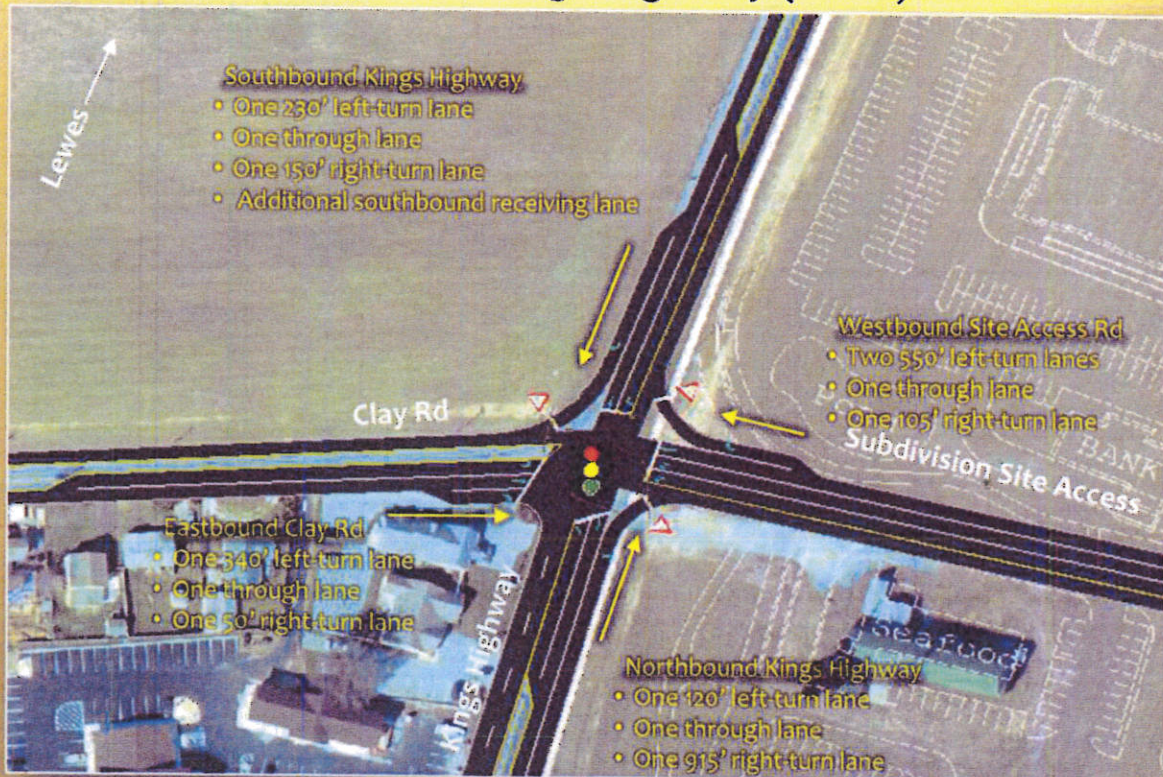 Lewes
Southbound Kings Highway
• One 230' left-turn lane
• One through lane
• One 150' right-turn lane
• Additional southbound receiving lane
Westbound Site Access Rd
• Two 550' left-turn lanes
• One through lane
• One 105' right-turn lane
Clay Rd
Subdivision Site Access
BANK
Eastbound Clay Rd
• One 340' left-turn lane
• One through lane
• One 50' right-turn lane
Kings Highway
seafood
Northbound Kings Highway
• One 120' left-turn lane
• One through lane
• One 915' right-turn lane